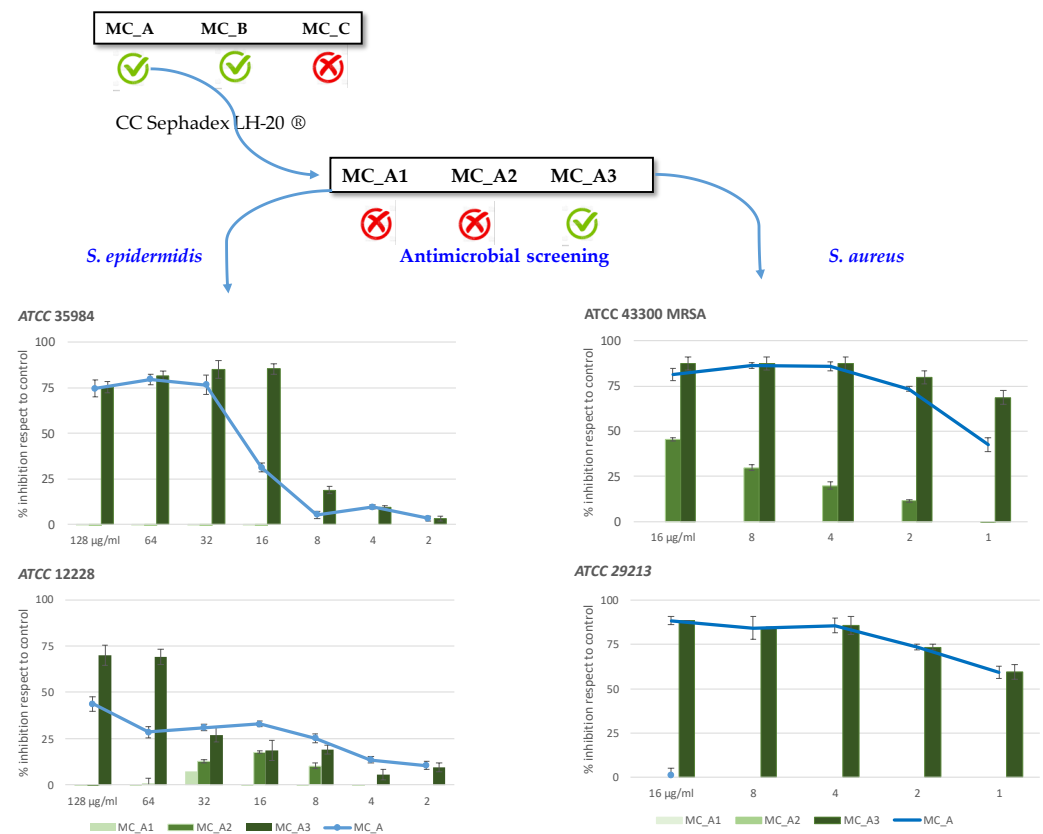 MC_A MC_B MC_C
CC Sephadex LH-20 ®
MC_A1 MC_A2 MC_A3
S. epidermidis
Antimicrobial screening
S. aureus
ATCC 35984
% inhibition respect to control
100
75
50
25
0
128 µg/ml 64 32 16 8 4 2
ATCC 43300 MRSA
% inhibition respect to control
100
75
50
25
0
16 µg/ml 8 4 2 1
ATCC 12228
% inhibition respect to control
100
75
50
25
0
128 µg/ml 64 32 16 8 4 2
MC_A1 MC_A2 MC_A3 MC_A
ATCC 29213
% inhibition respect to control
100
75
50
25
0
16 µg/ml 8 4 2 1
MC_A1 MC_A2 MC_A3 MC_A